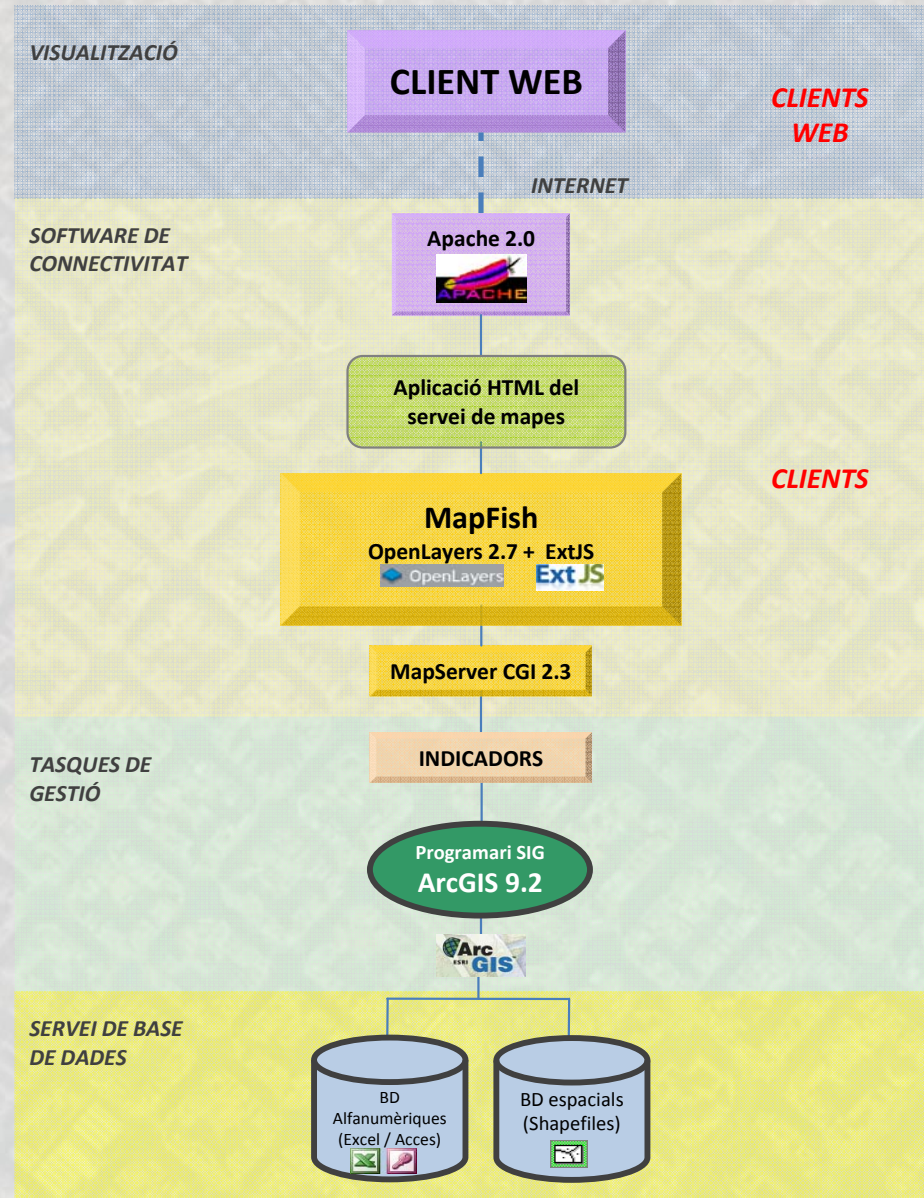 VISUALITZACIÓ
CLIENT WEB
CLIENTS
WEB
INTERNET
SOFTWARE DE
CONNECTIVITAT
Apache 2.0
APACHE
Aplicació HTML del
servei de mapes
CLIENTS
MapFish
OpenLayers 2.7 + ExtJS
OpenLayers
Ext JS
MapServer CGI 2.3
TASQUES DE
GESTIÓ
INDICADORS
Programari SIG
ArcGIS 9.2
Arc
ESRI GIS
SERVEI DE BASE
DE DADES
BD
Alfanumèriques
(Excel / Acces)
BD espacials
(Shapefiles)